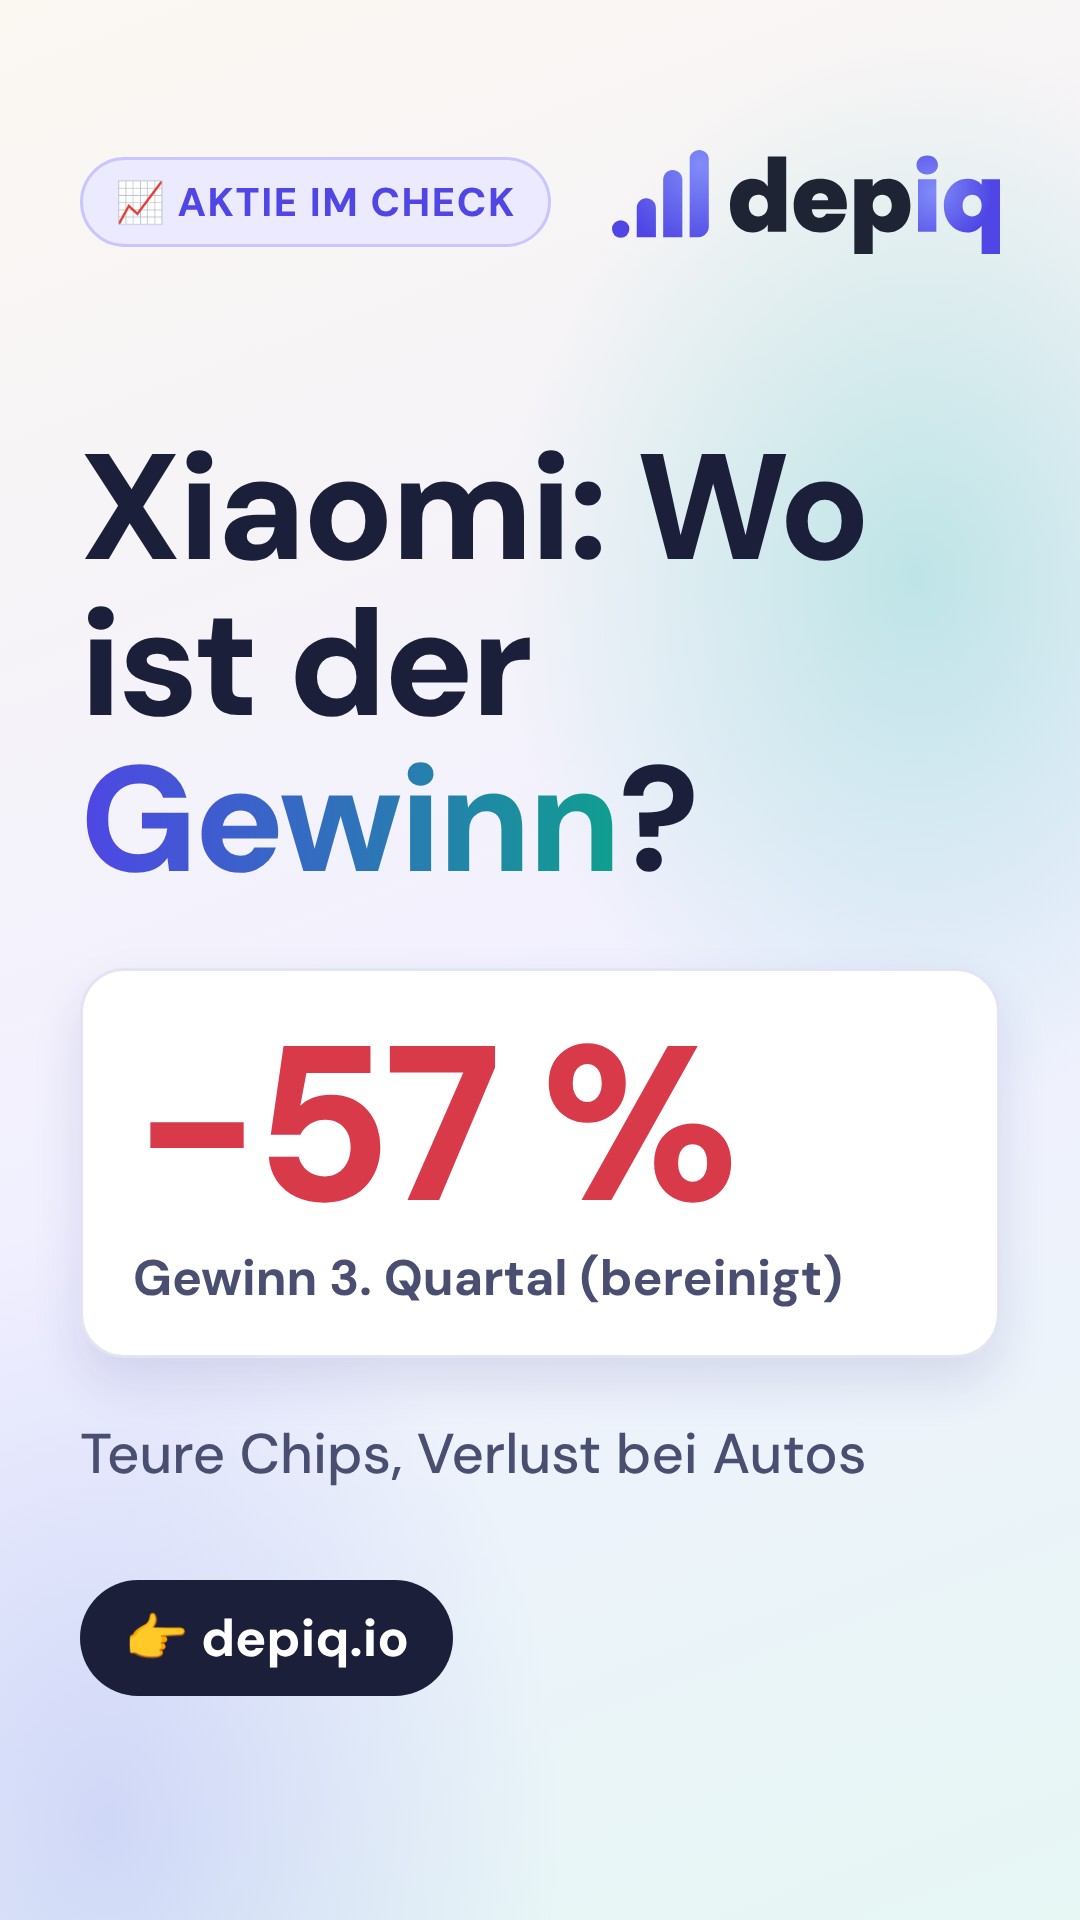 📈 AKTIE IM CHECK
depiq
Xiaomi: Wo
ist der
Gewinn?
−57 %
Gewinn 3. Quartal (bereinigt)
Teure Chips, Verlust bei Autos
👉 depiq.io